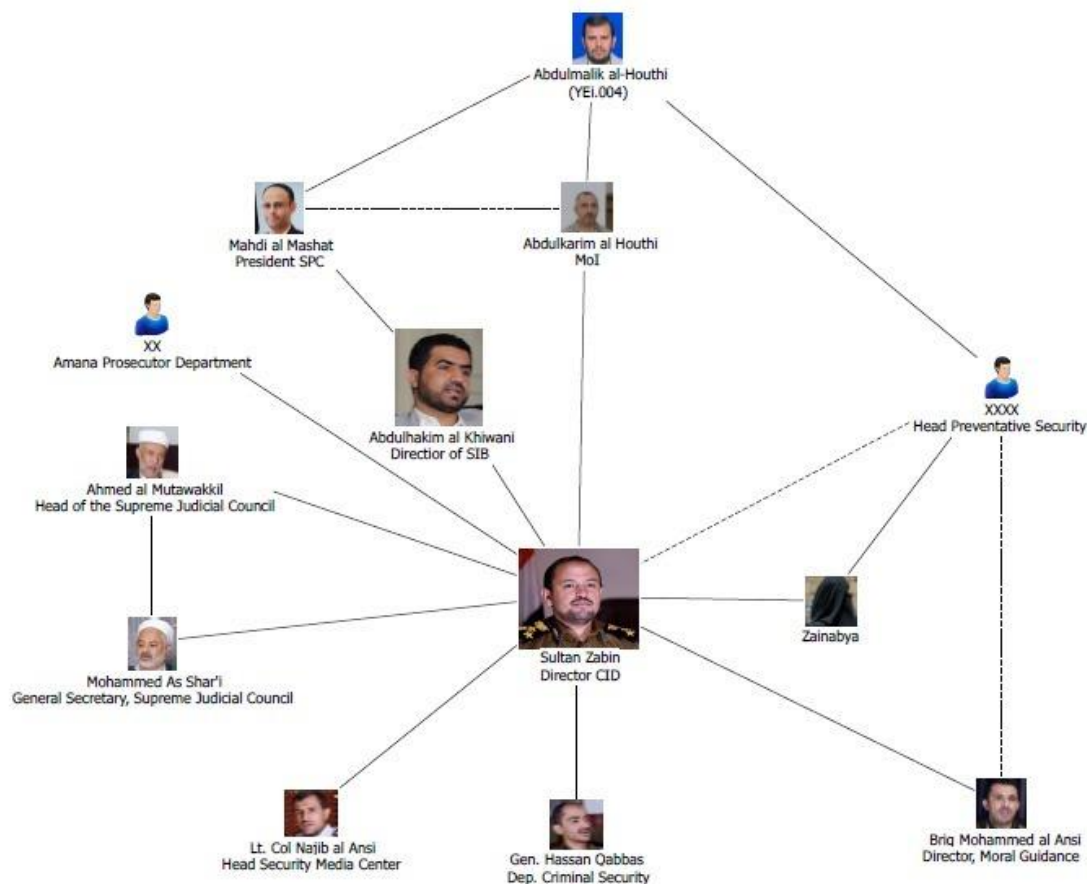 Abdulmalik al-Houthi
(YEi.004)
Mahdi al Mashat
President SPC
Abdulkarim al Houthi
MoI
XX
Amana Prosecutor Department
Abdulhakim al Khiwani
Directior of SIB
XXXX
Head Preventative Security
Ahmed al Mutawakkil
Head of the Supreme Judicial Council
Zainabya
Mohammed As Shar'i
General Secretary, Supreme Judicial Council
Sultan Zabin
Director CID
Lt. Col Najib al Ansi
Head Security Media Center
Gen. Hassan Qabbas
Dep. Criminal Security
Brig Mohammed al Ansi
Director, Moral Guidance